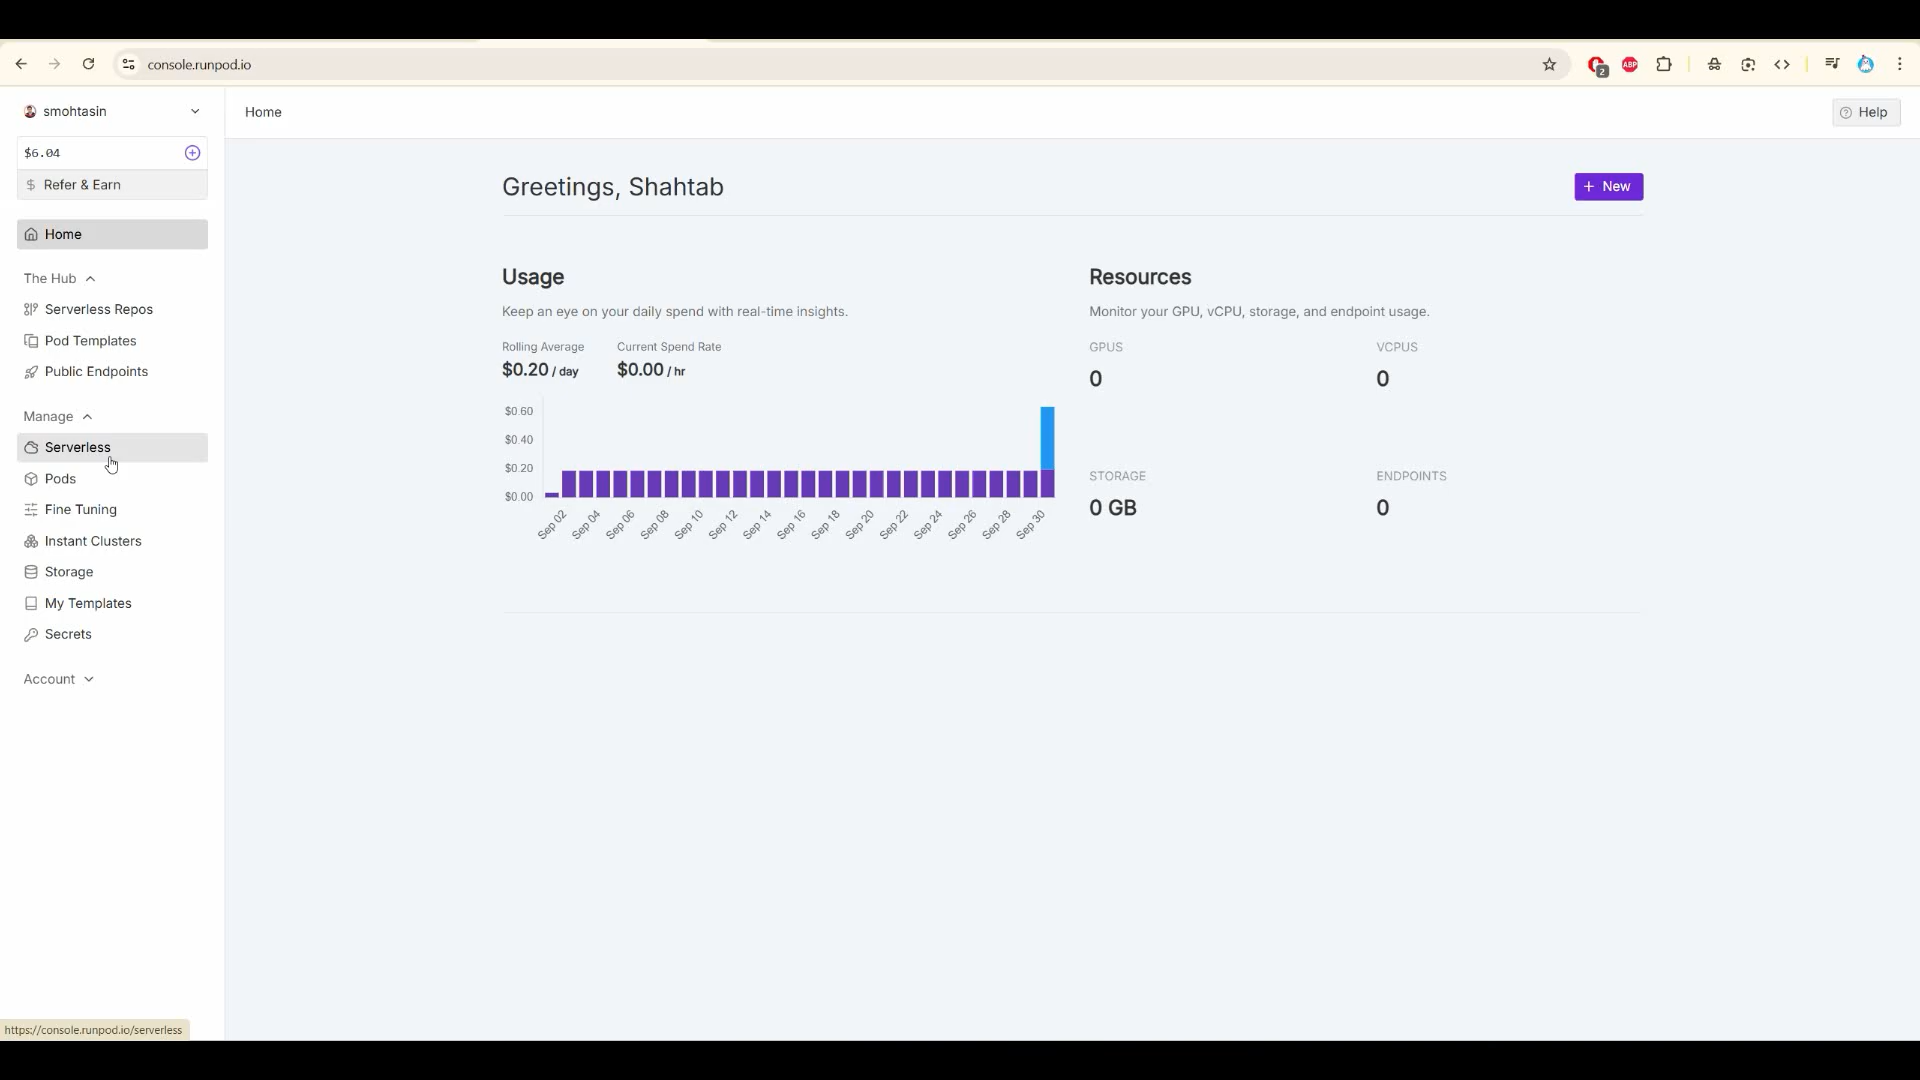 console.runpod.io
2
ABP
smohtasin
$6.04
Refer & Earn
Home
The Hub
Serverless Repos
Pod Templates
Public Endpoints
Manage
Serverless
Pods
Fine Tuning
Instant Clusters
Storage
My Templates
Secrets
Account
Home
Help
Greetings, Shahtab
+ New
Usage
Keep an eye on your daily spend with real-time insights.
Rolling Average
$0.20 / day
Current Spend Rate
$0.00 / hr
$0.60
$0.40
$0.20
$0.00
Sep 02
Sep 04
Sep 06
Sep 08
Sep 10
Sep 12
Sep 14
Sep 16
Sep 18
Sep 20
Sep 22
Sep 24
Sep 26
Sep 28
Sep 30
Resources
Monitor your GPU, vCPU, storage, and endpoint usage.
GPUS
0
VCPUS
0
STORAGE
0 GB
ENDPOINTS
0
https://console.runpod.io/serverless